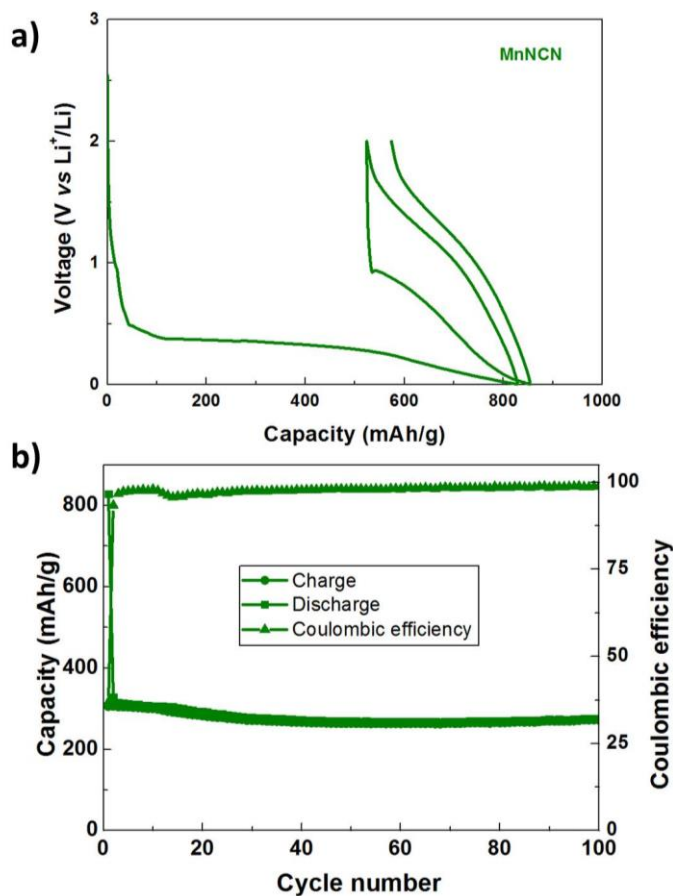 a)
MnNCN
Voltage (V vs Li⁺/Li)
3
2
1
0
0
200
400
600
800
1000
Capacity (mAh/g)
b)
Capacity (mAh/g)
800
600
400
200
0
Charge
Discharge
Coulombic efficiency
100
75
50
25
0
Coulombic efficiency
0
20
40
60
80
100
Cycle number